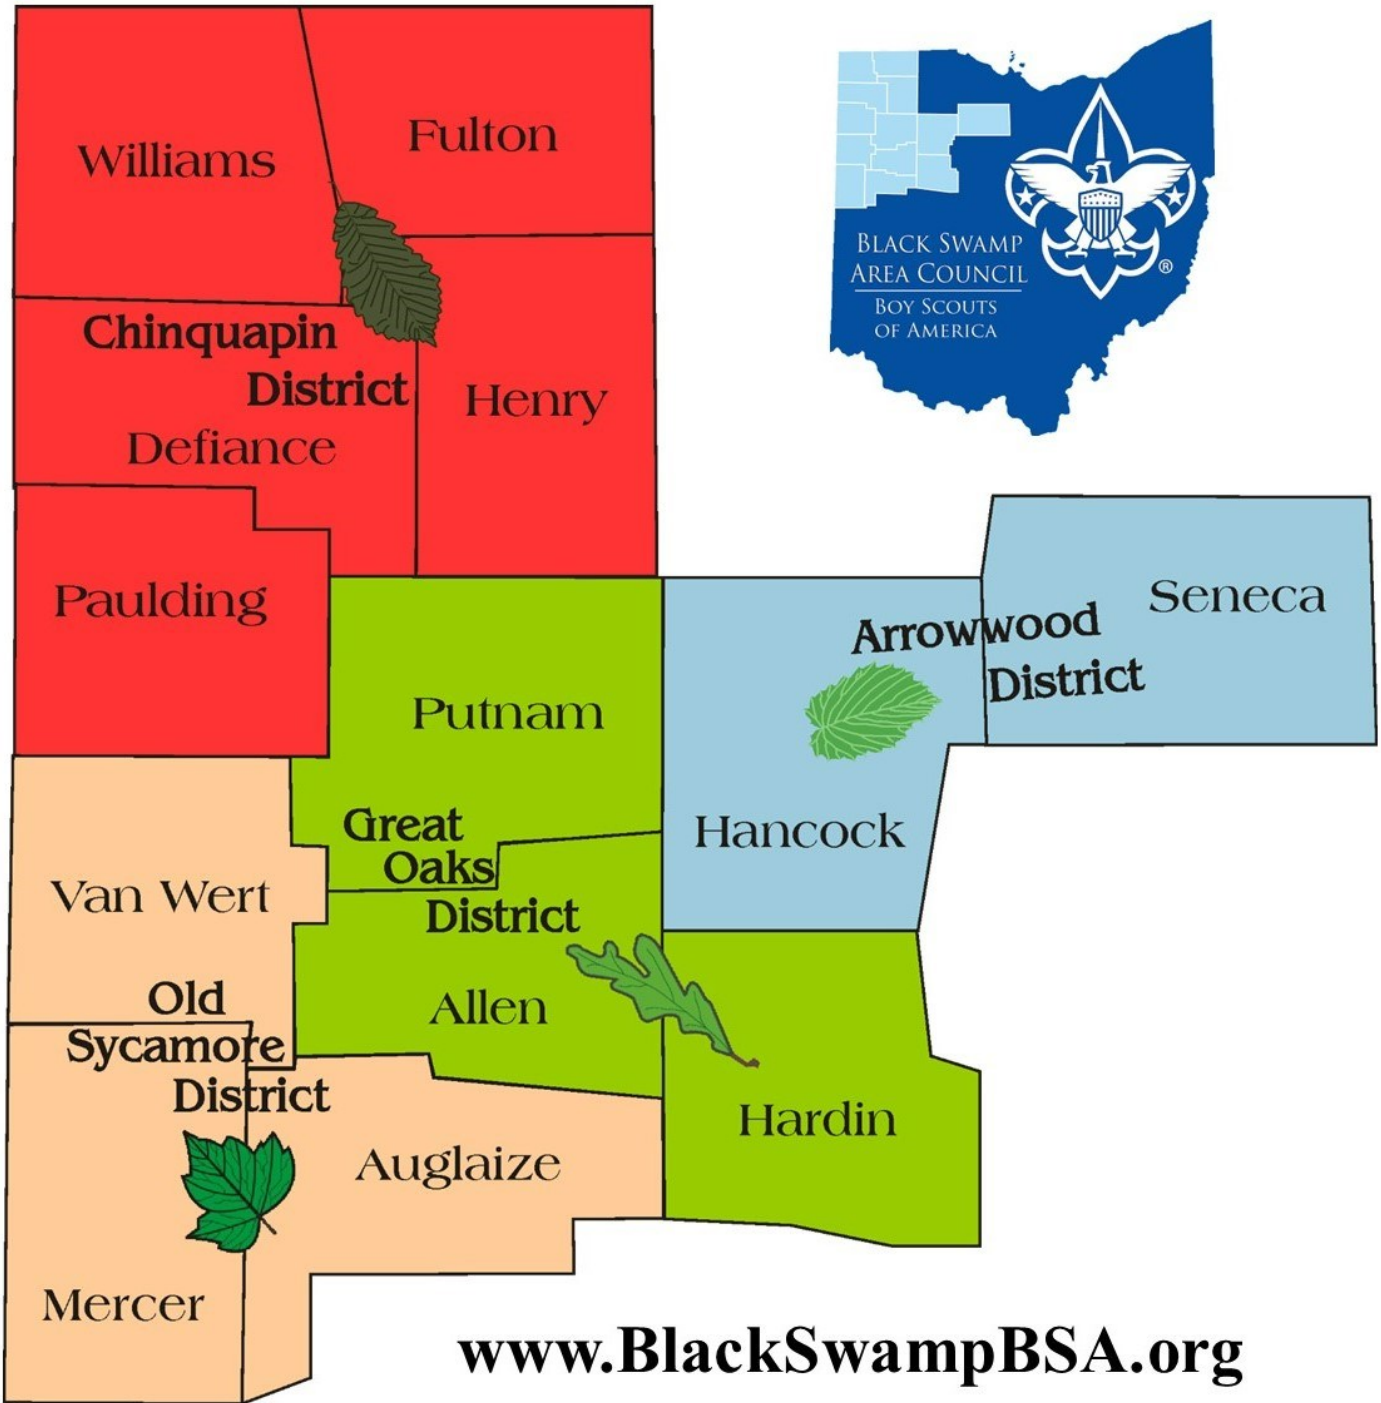 Williams
Fulton
BLACK SWAMP
AREA COUNCIL
BOY SCOUTS
OF AMERICA
®
Chinquapin
District
Defiance
Henry
Paulding
Seneca
Arrowwood
District
Putnam
Hancock
Great
Oaks
District
Van Wert
Allen
Old
Sycamore
District
Hardin
Auglaize
Mercer
www.BlackSwampBSA.org